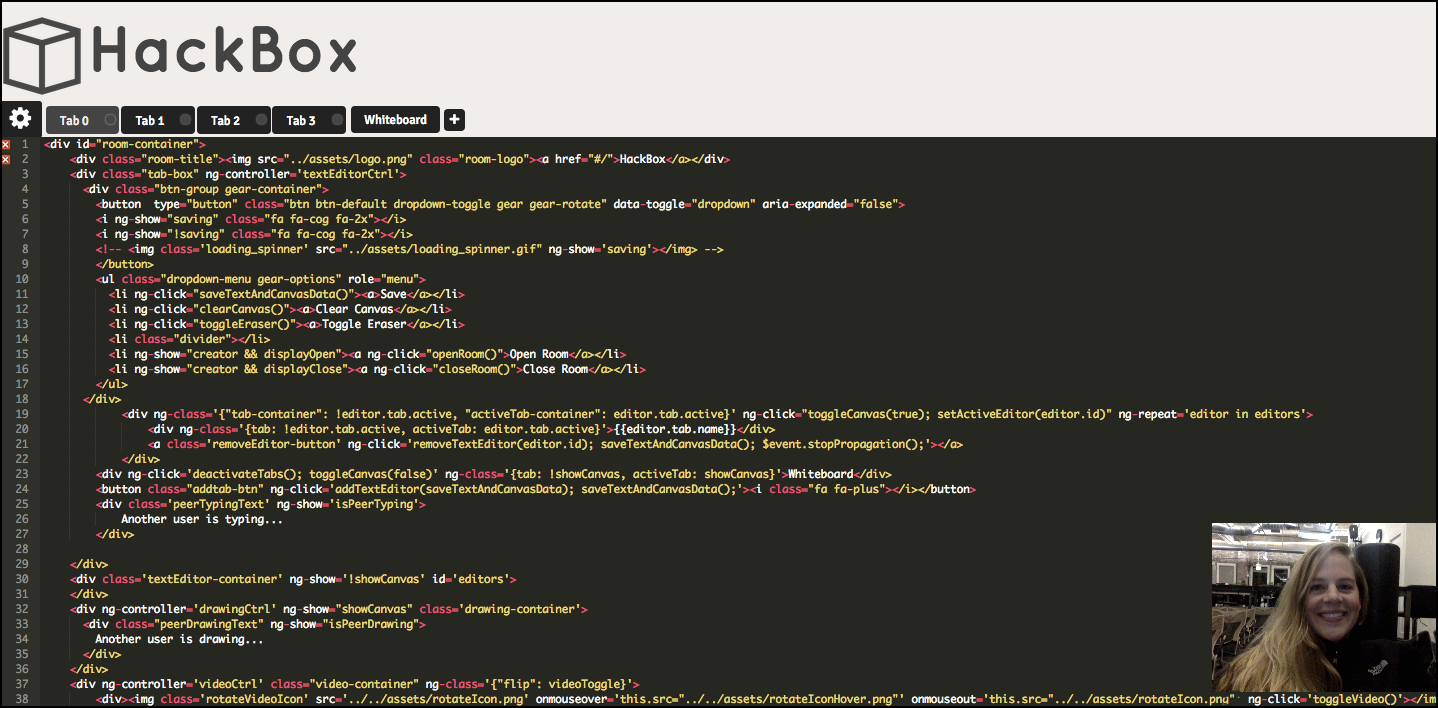 HackBox
Tab 0 Tab 1 Tab 2 Tab 3 Whiteboard +
1 <div id="room-container">
2 <div class="room-title"><img src="../assets/logo.png" class="room-logo"><a href="#/">HackBox</a></div>
3 <div class="tab-box" ng-controller='textEditorCtrl'>
4 <div class="btn-group gear-container">
5 <button  type="button" class="btn btn-default dropdown-toggle gear gear-rotate" data-toggle="dropdown" aria-expanded="false">
6 <i ng-show="saving" class="fa fa-cog fa-2x"></i>
7 <i ng-show="!saving" class="fa fa-cog fa-2x"></i>
8 <!-- <img class='loading_spinner' src="../assets/loading_spinner.gif" ng-show='saving'></img> -->
9 </button>
10 <ul class="dropdown-menu gear-options" role="menu">
11 <li ng-click="saveTextAndCanvasData()"><a>Save</a></li>
12 <li ng-click="clearCanvas()"><a>Clear Canvas</a></li>
13 <li ng-click="toggleEraser()"><a>Toggle Eraser</a></li>
14 <li class="divider"></li>
15 <li ng-show="creator && displayOpen"><a ng-click="openRoom()">Open Room</a></li>
16 <li ng-show="creator && displayClose"><a ng-click="closeRoom()">Close Room</a></li>
17 </ul>
18 </div>
19 <div ng-class='{"tab-container": !editor.tab.active, "activeTab-container": editor.tab.active}' ng-click="toggleCanvas(true); setActiveEditor(editor.id)" ng-repeat='editor in editors'>
20 <div ng-class='{tab: !editor.tab.active, activeTab: editor.tab.active}'>{{editor.tab.name}}</div>
21 <a class='removeEditor-button' ng-click='removeTextEditor(editor.id); saveTextAndCanvasData(); $event.stopPropagation();'></a>
22 </div>
23 <div ng-click='deactivateTabs(); toggleCanvas(false)' ng-class='{tab: !showCanvas, activeTab: showCanvas}'>Whiteboard</div>
24 <button class="addtab-btn" ng-click='addTextEditor(saveTextAndCanvasData); saveTextAndCanvasData();'><i class="fa fa-plus"></i></button>
25 <div class='peerTypingText' ng-show='isPeerTyping'>
26 Another user is typing...
27 </div>
28
29 </div>
30 <div class='textEditor-container' ng-show='!showCanvas' id='editors'>
31 </div>
32 <div ng-controller='drawingCtrl' ng-show="showCanvas" class='drawing-container'>
33 <div class="peerDrawingText" ng-show="isPeerDrawing">
34 Another user is drawing...
35 </div>
36 </div>
37 <div ng-controller='videoCtrl' class="video-container" ng-class='{"flip": videoToggle}'>
38 <div><img class='rotateVideoIcon' src='../../assets/rotateIcon.png' onmouseover='this.src="../../assets/rotateIconHover.png"' onmouseout='this.src="../../assets/rotateIcon.png"' ng-click='toggleVideo()'></im